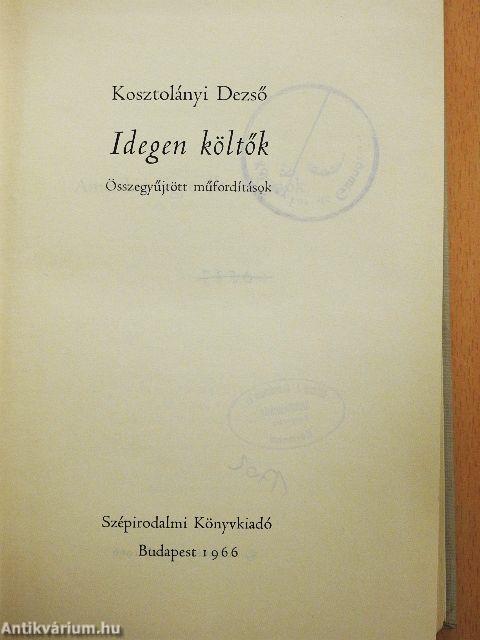 Kosztolányi Dezső
Idegen költők
Összegyűjtött műfordítások
Szépirodalmi Könyvkiadó
Budapest 1966
Antikvárium.hu